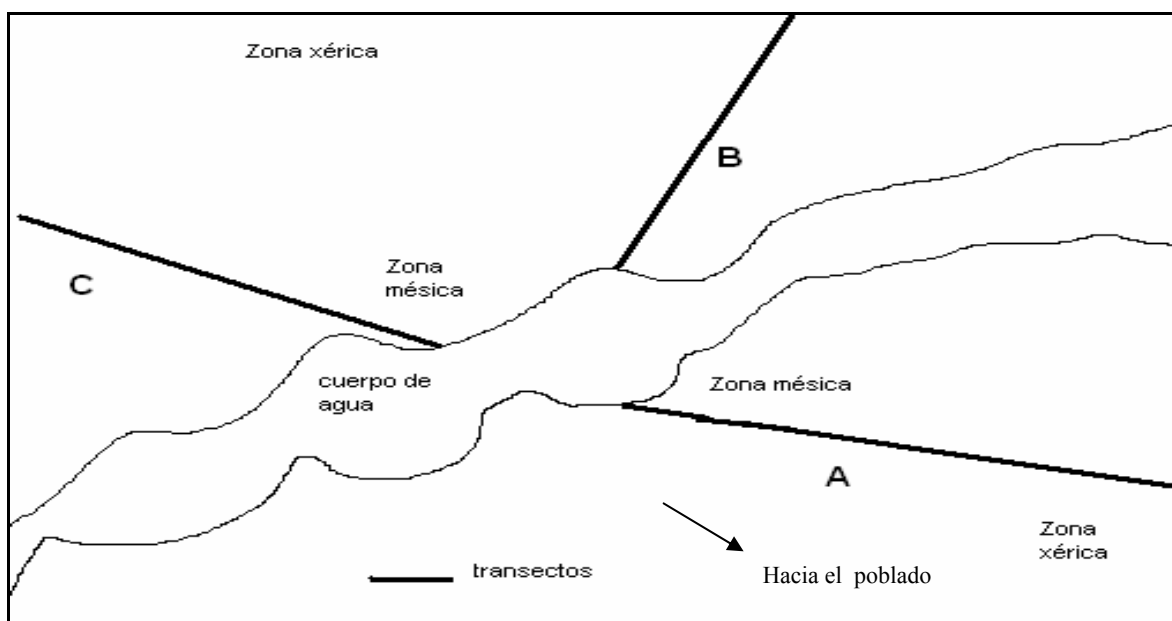 Zona xérica
B
C
Zona
mésica
cuerpo de
agua
Zona mésica
A
Zona
xérica
transectos
Hacia el poblado